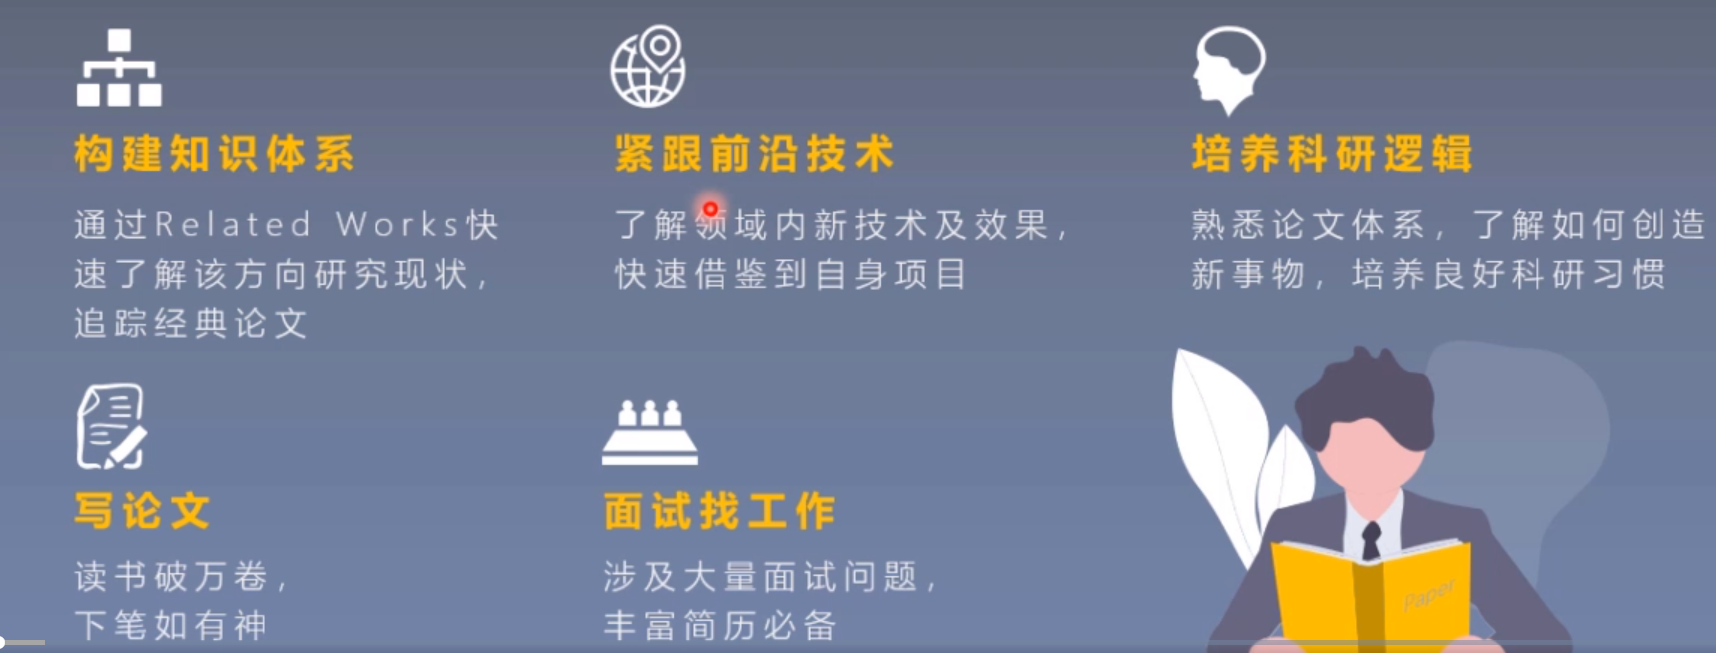 构建知识体系
通过Related Works快
速了解该方向研究现状，
追踪经典论文
紧跟前沿技术
了解领域内新技术及效果，
快速借鉴到自身项目
培养科研逻辑
熟悉论文体系，了解如何创造
新事物，培养良好科研习惯
写论文
读书破万卷，
下笔如有神
面试找工作
涉及大量面试问题，
丰富简历必备
Paper